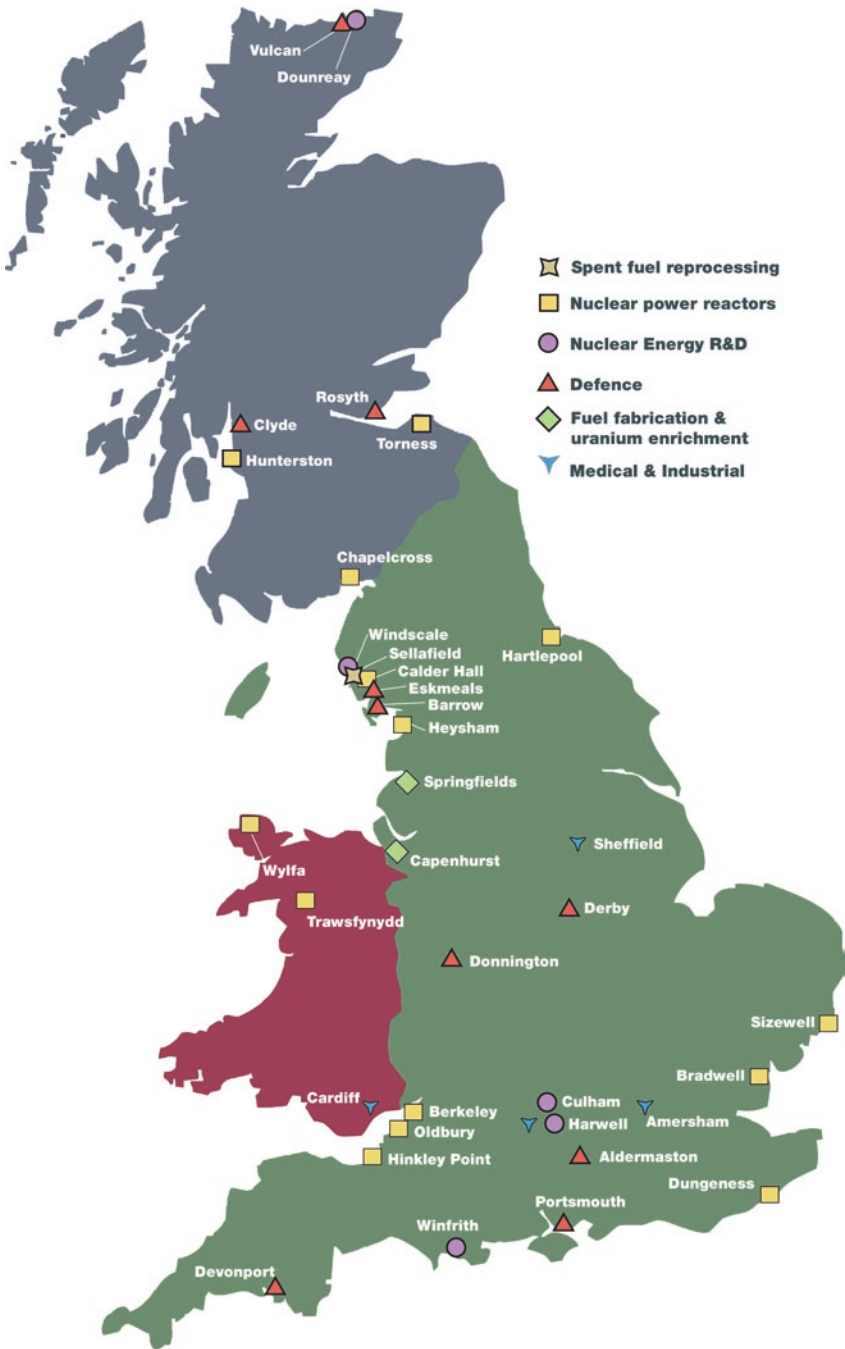 Vulcan
Dounreay
Spent fuel reprocessing
Nuclear power reactors
Nuclear Energy R&D
Defence
Fuel fabrication &
uranium enrichment
Medical & Industrial
Rosyth
Clyde
Torness
Hunterston
Chapelcross
Windscale
Sellafield
Calder Hall
Eskmeals
Barrow
Heysham
Hartlepool
Springfields
Capenhurst
Sheffield
Wylfa
Trawsfynydd
Derby
Donnington
Sizewell
Bradwell
Cardiff
Berkeley
Oldbury
Hinkley Point
Culham
Harwell
Amersham
Aldermaston
Dungeness
Portsmouth
Winfrith
Devonport